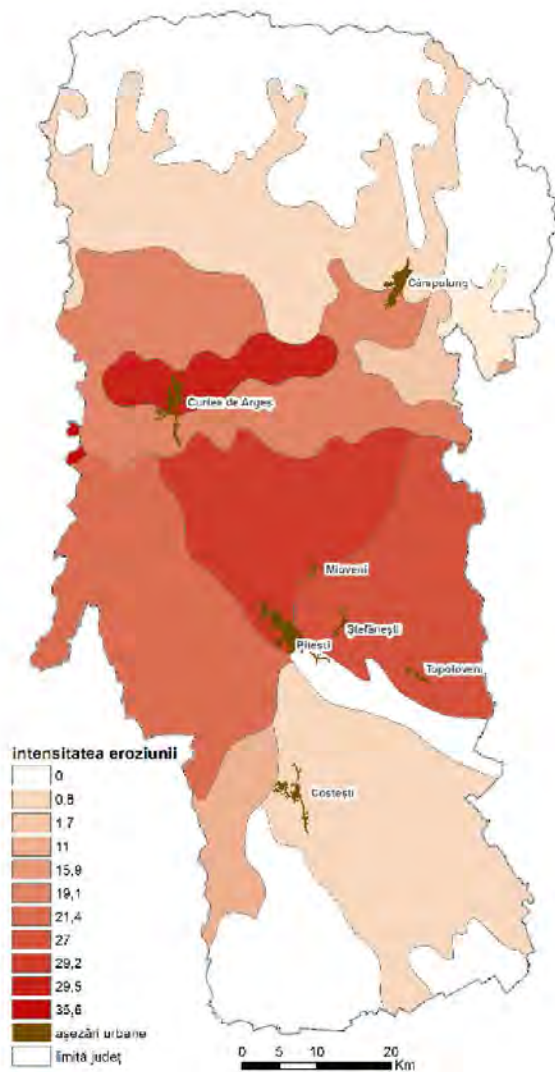 Câmpulung
Curtea de Argeș
Mioveni
Ștefănești
Pitești
Topoloveni
Costești
intensitatea eroziunii
0
0,8
1,7
11
15,9
19,1
21,4
27
29,2
29,5
35,6
așezări urbane
limită județ
0 5 10 20
Km